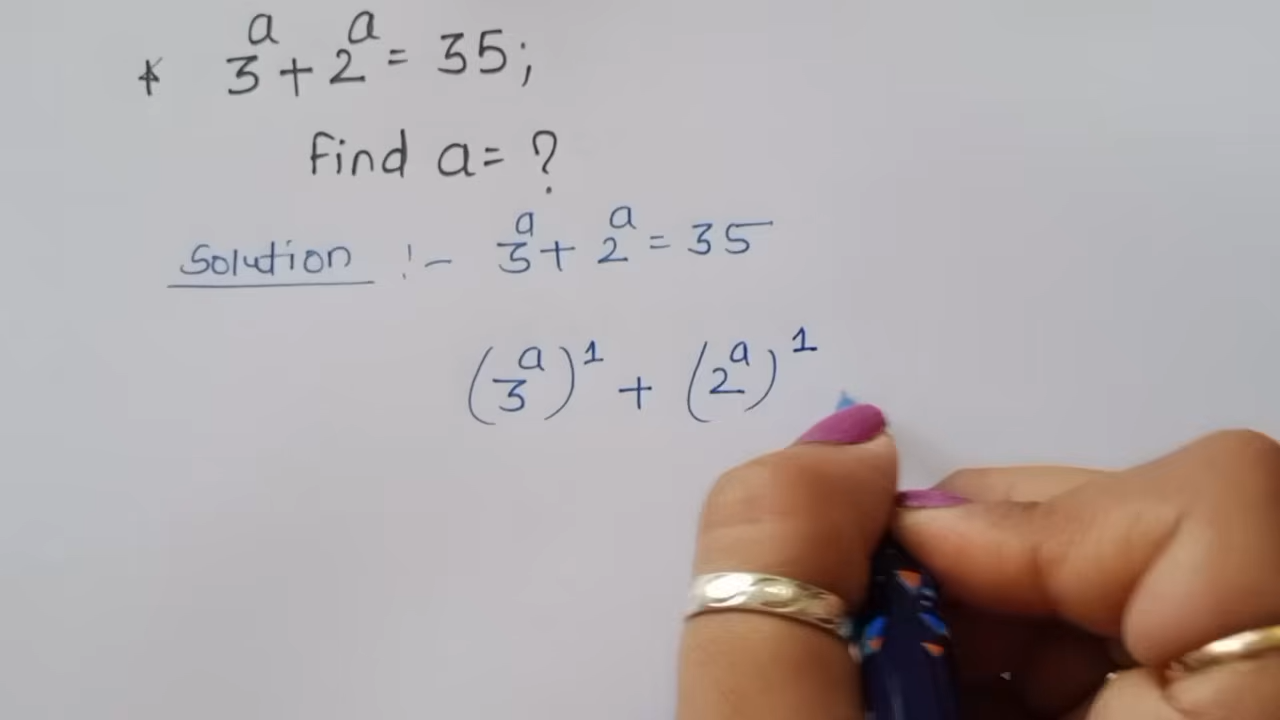 * 3^a + 2^a = 35;
Find a = ?
Solution :- 3^a + 2^a = 35
(3^a)^1 + (2^a)^1